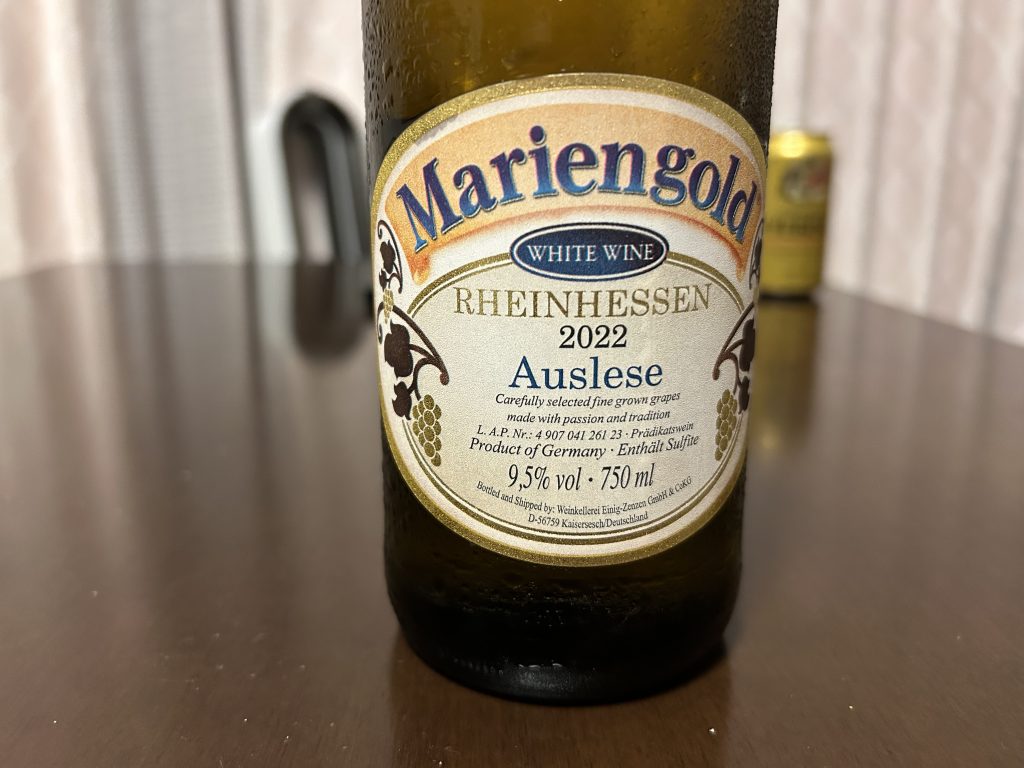 Mariengold
WHITE WINE
RHEINHESSEN
2022
Auslese
Carefully selected fine grown grapes
made with passion and tradition
L. A.P. Nr.: 4 907 041 261 23 · Prädikatswein
Product of Germany · Enthält Sulfite
9,5% vol · 750 ml
Bottled and Shipped by: Weinkellerei Einig-Zenzen GmbH & CoKG
D-56759 Kaisersesch/Deutschland